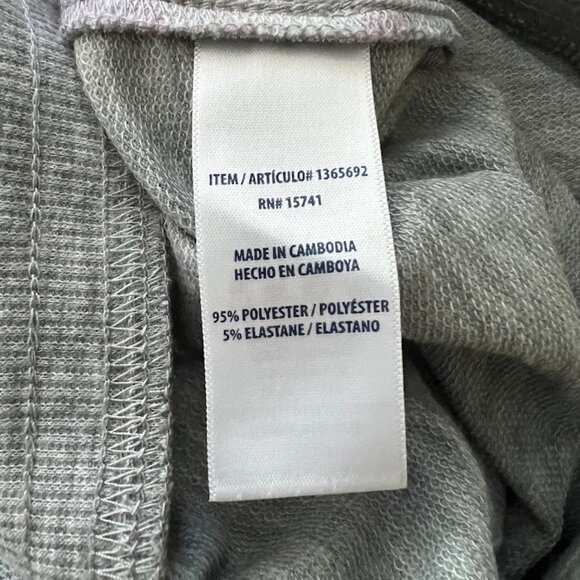 ITEM / ARTÍCULO# 1365692
RN# 15741
MADE IN CAMBODIA
HECHO EN CAMBOYA
95% POLYESTER / POLYÉSTER
5% ELASTANE / ELASTANO